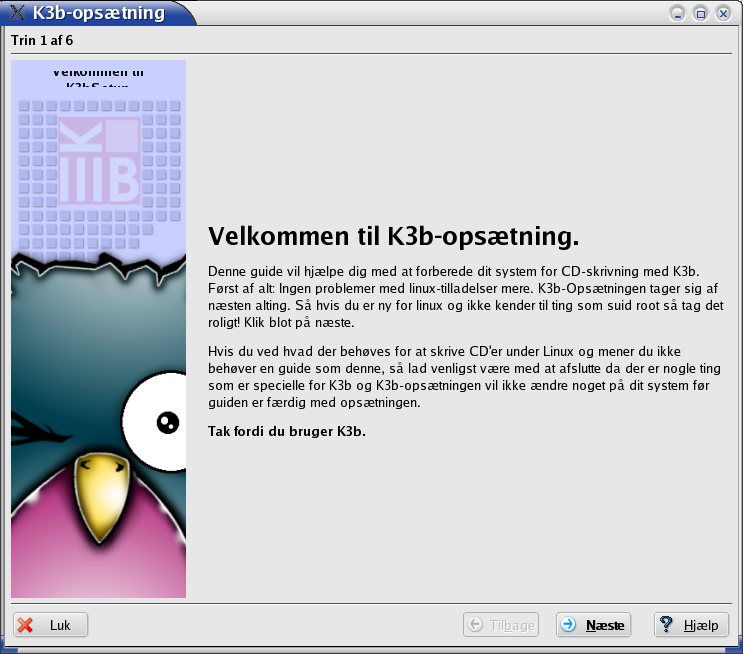 K3b-opsætning
Trin 1 af 6
Velkommen til
K3bSetup
K
IIIB
Velkommen til K3b-opsætning.
Denne guide vil hjælpe dig med at forberede dit system for CD-skrivning med K3b.
Først af alt: Ingen problemer med linux-tilladelser mere. K3b-Opsætningen tager sig af
næsten alting. Så hvis du er ny for linux og ikke kender til ting som suid root så tag det
roligt! Klik blot på næste.
Hvis du ved hvad der behøves for at skrive CD'er under Linux og mener du ikke
behøver en guide som denne, så lad venligst være med at afslutte da der er nogle ting
som er specielle for K3b og K3b-opsætningen vil ikke ændre noget på dit system før
guiden er færdig med opsætningen.
Tak fordi du bruger K3b.
Luk
Tilbage
Næste
Hjælp